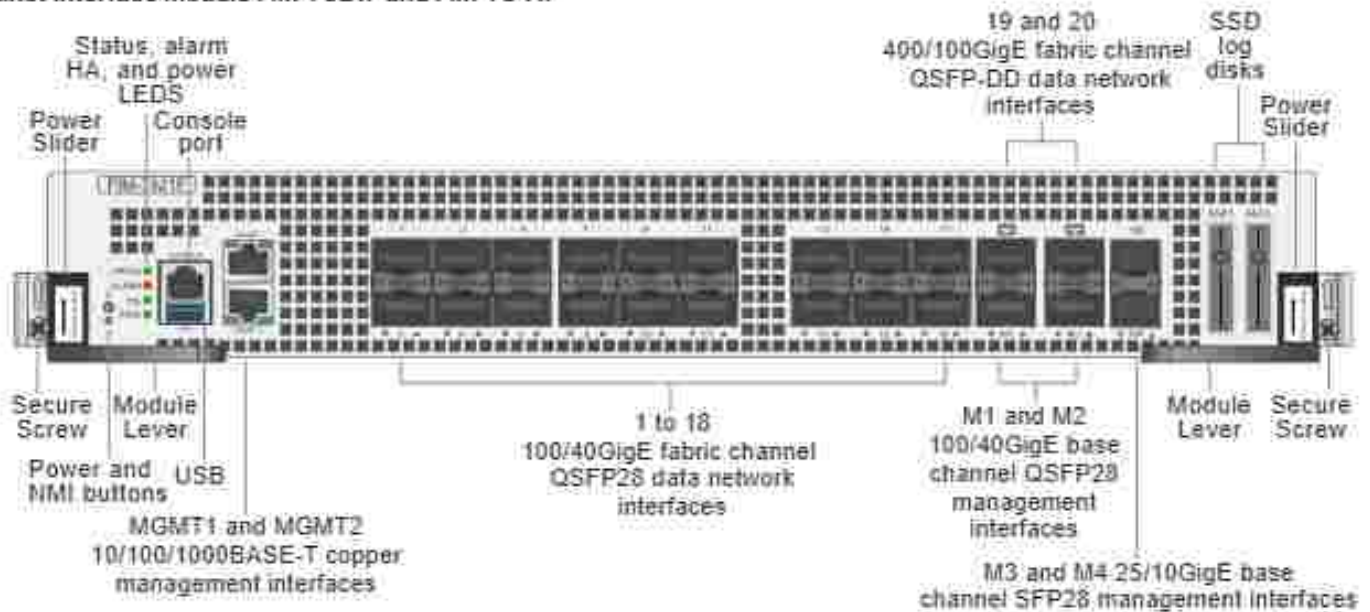 19 and 20
400/100GigE fabric channel
QSFP-DD data network
interfaces
SSD
log
disks
Status, alarm
HA, and power
LEDS
Power
Slider
Console
port
Power
Slider
Secure
Screw
Module
Lever
Power and
NMI buttons
USB
MGMT1 and MGMT2
10/100/1000BASE-T copper
management interfaces
1 to 18
100/40GigE fabric channel
QSFP28 data network
interfaces
M1 and M2
100/40GigE base
channel QSFP28
management
interfaces
M3 and M4 25/10GigE base
channel SFP28 management interfaces
Module
Lever
Secure
Screw